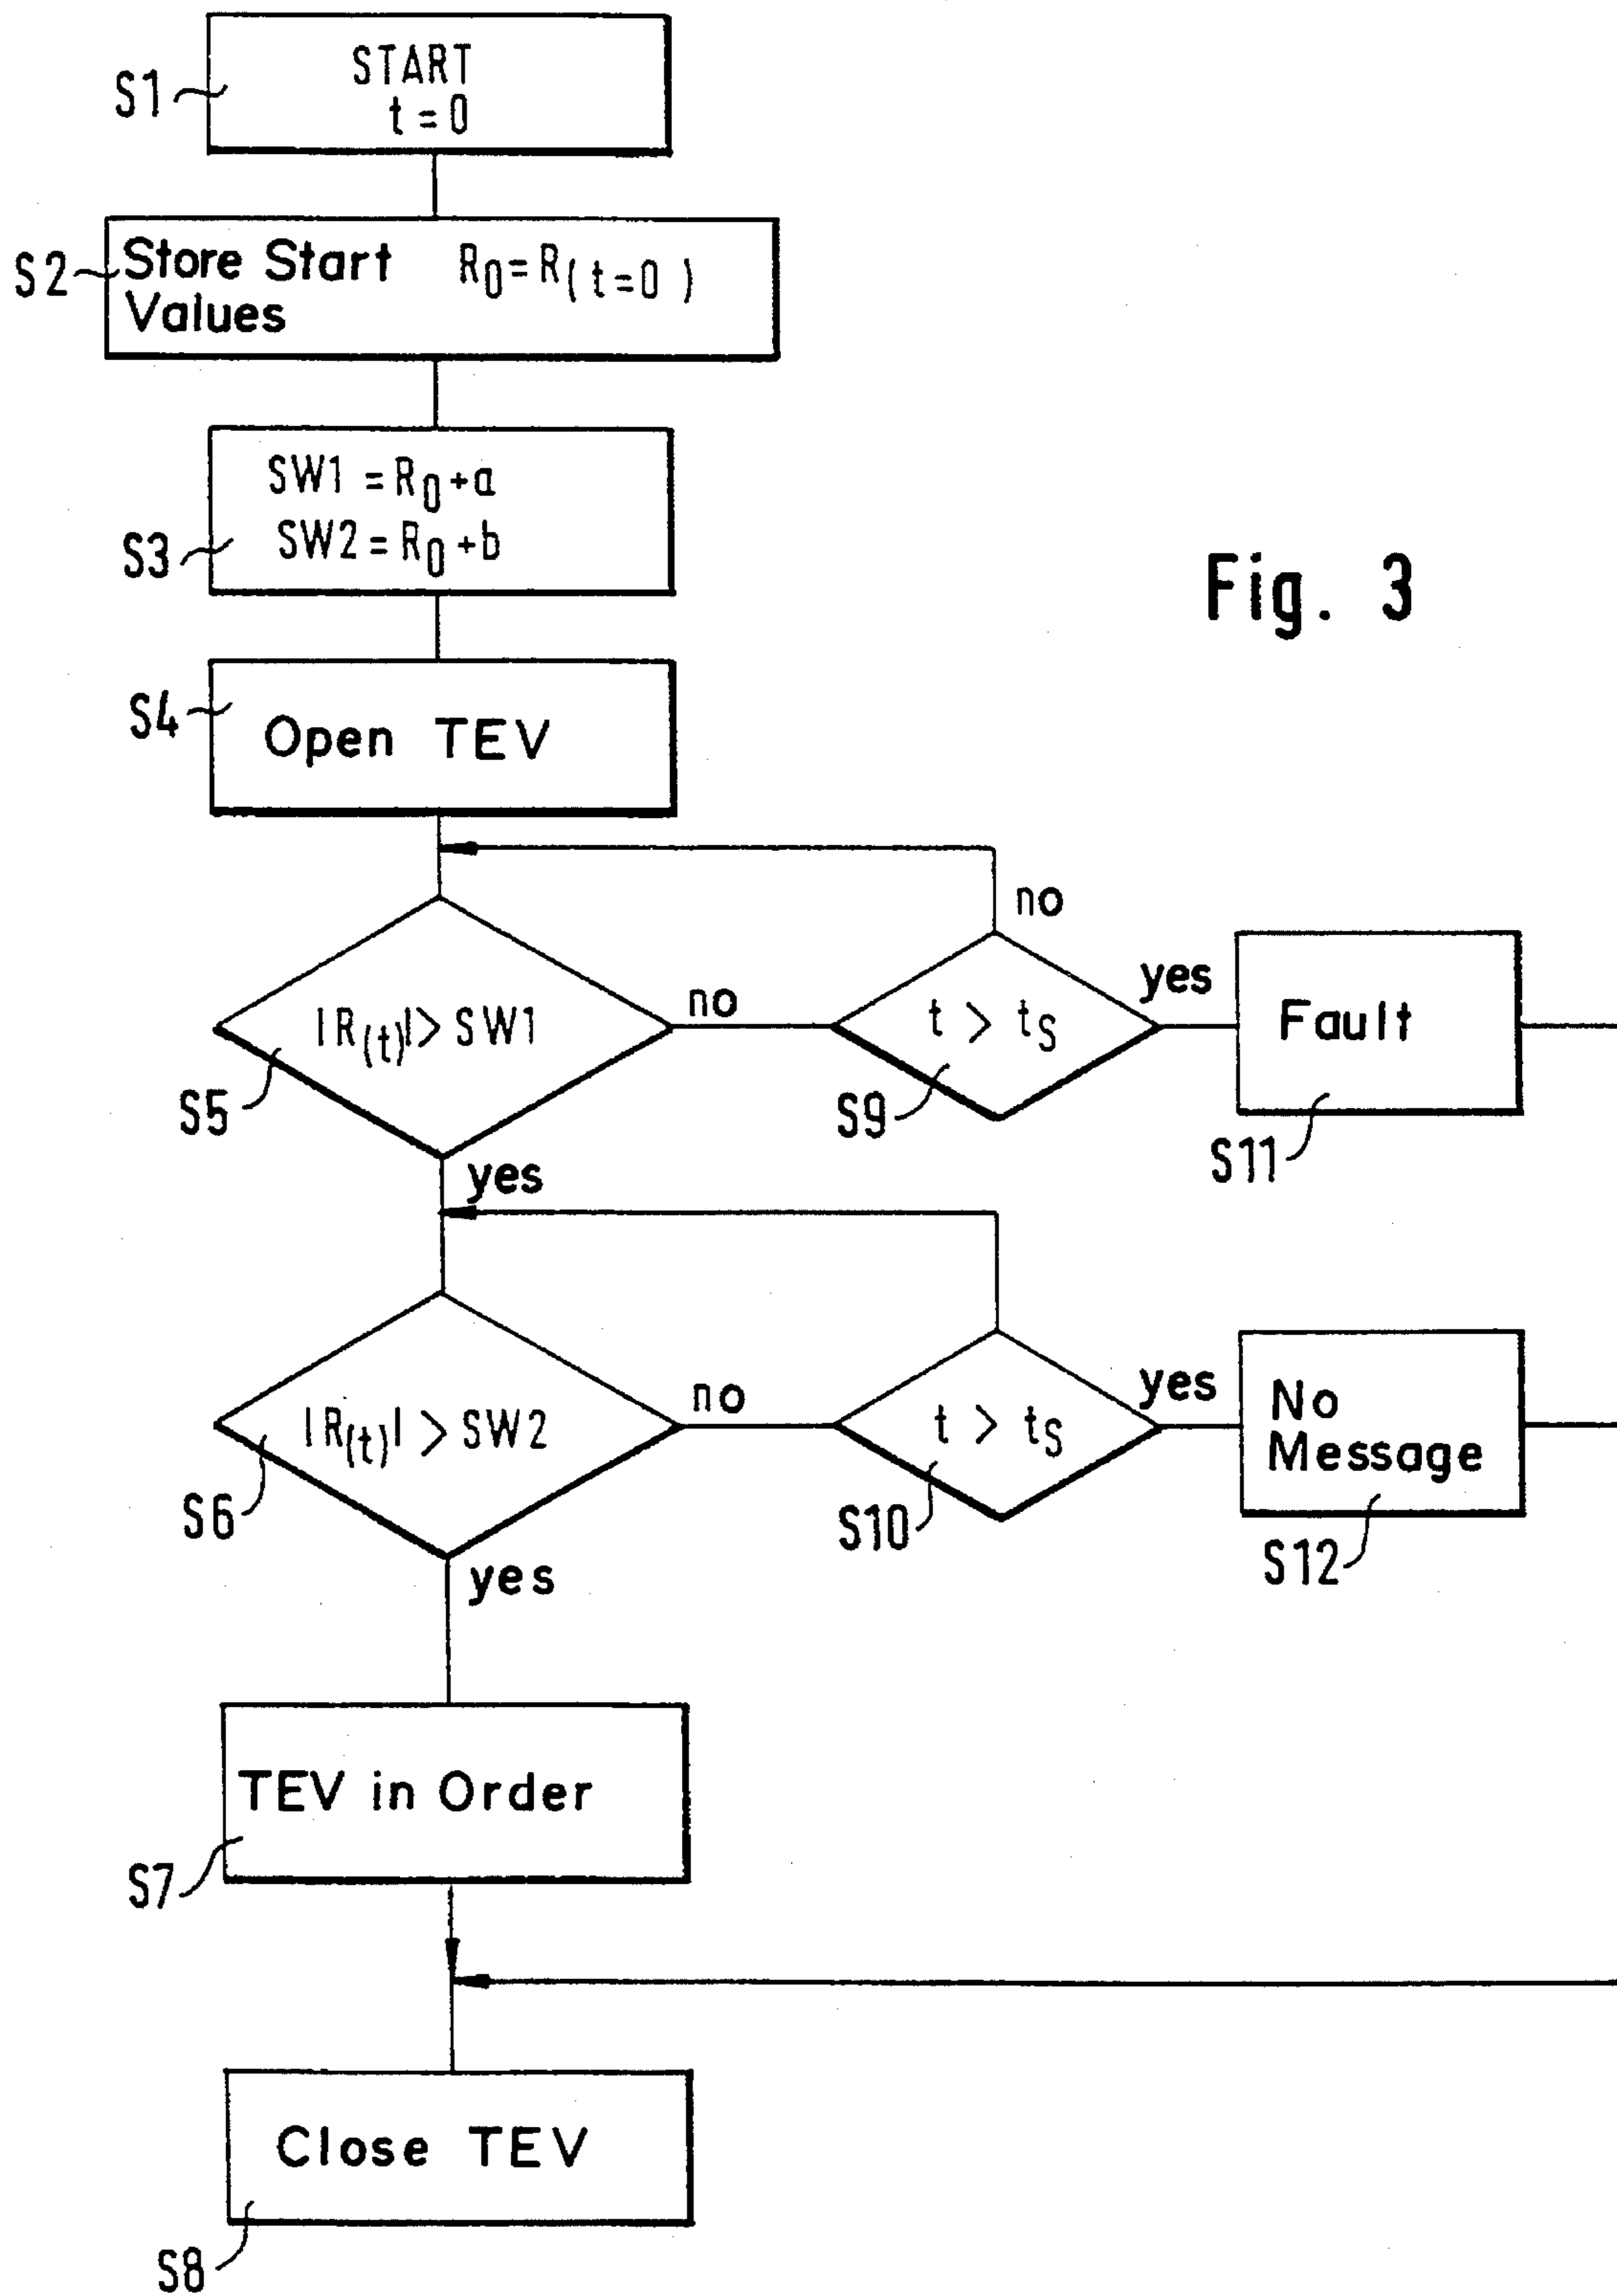 START
t = 0
S1
Store Start R0 = R(t=0)
Values
S2
SW1 = R0 + a
SW2 = R0 + b
S3
Fig. 3
S4
Open TEV
no
|R(t)| > SW1
no
t > tS
yes
Fault
S5
S9
S11
yes
|R(t)| > SW2
no
t > tS
yes
No
Message
S6
S10
S12
yes
TEV in Order
S7
Close TEV
S8